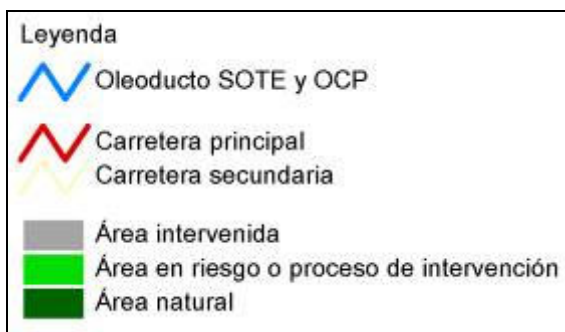 Leyenda
Oleoducto SOTE y OCP
Carretera principal
Carretera secundaria
Área intervenida
Área en riesgo o proceso de intervención
Área natural